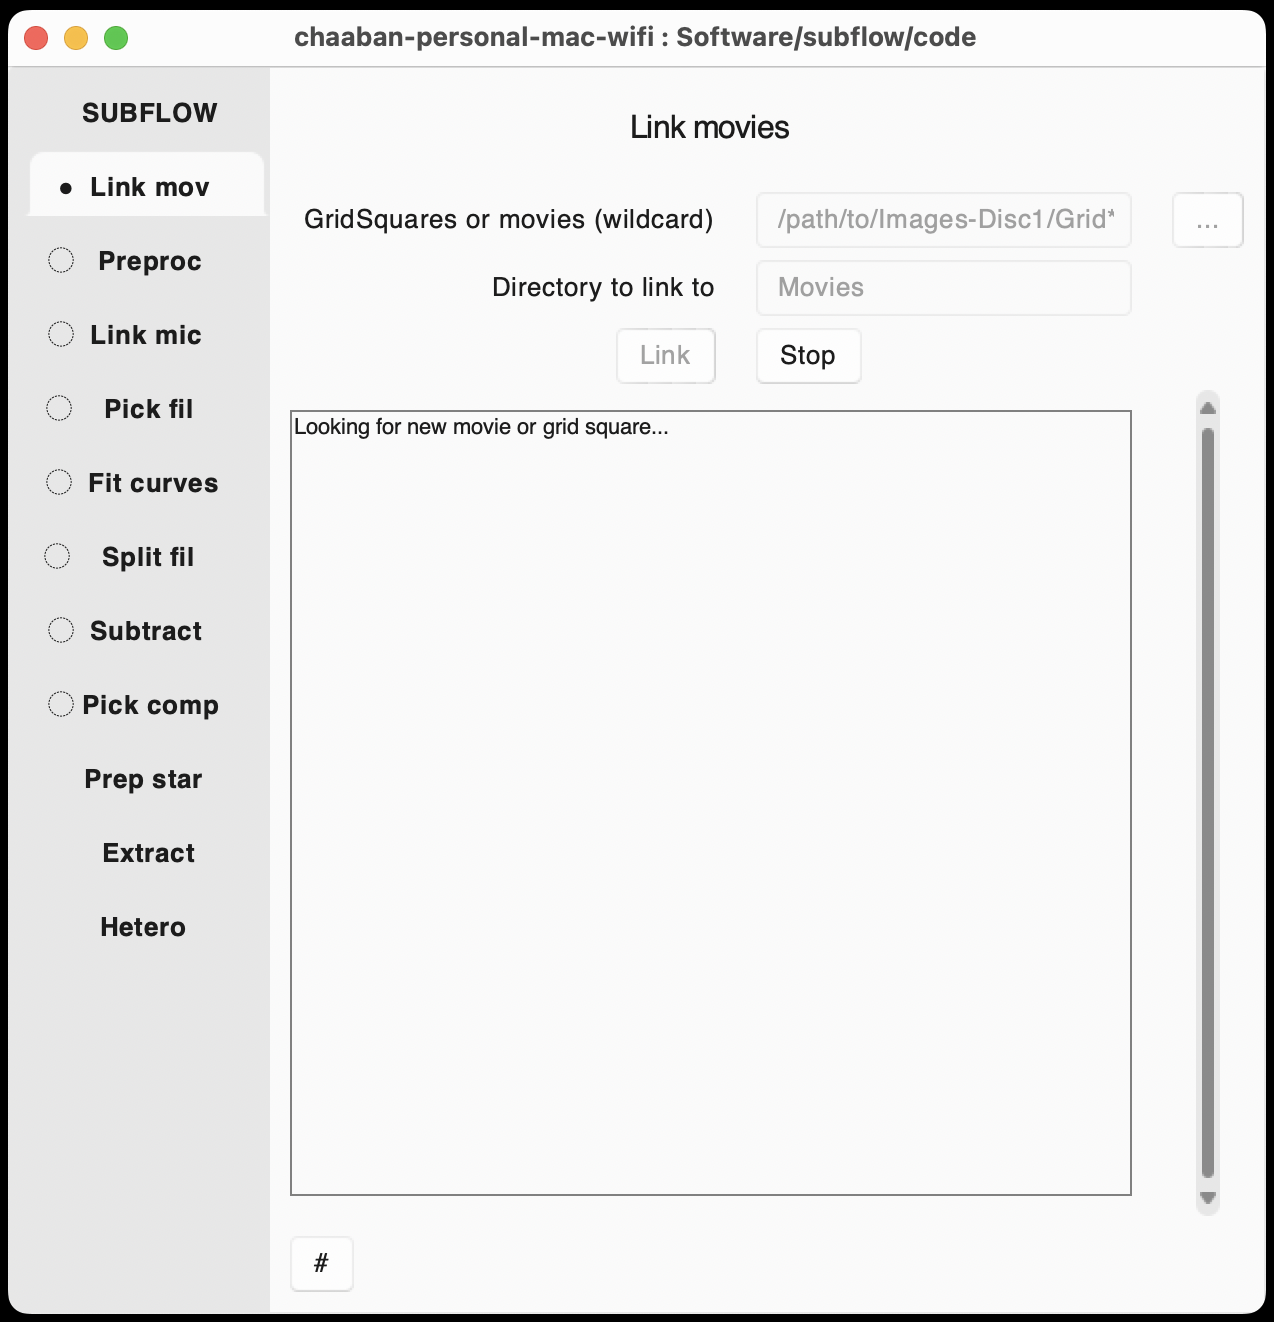 chaaban-personal-mac-wifi : Software/subflow/code
SUBFLOW
Link mov
Preproc
Link mic
Pick fil
Fit curves
Split fil
Subtract
Pick comp
Prep star
Extract
Hetero
Link movies
GridSquares or movies (wildcard) /path/to/Images-Disc1/Grid* ...
Directory to link to Movies
Link Stop
Looking for new movie or grid square...
#